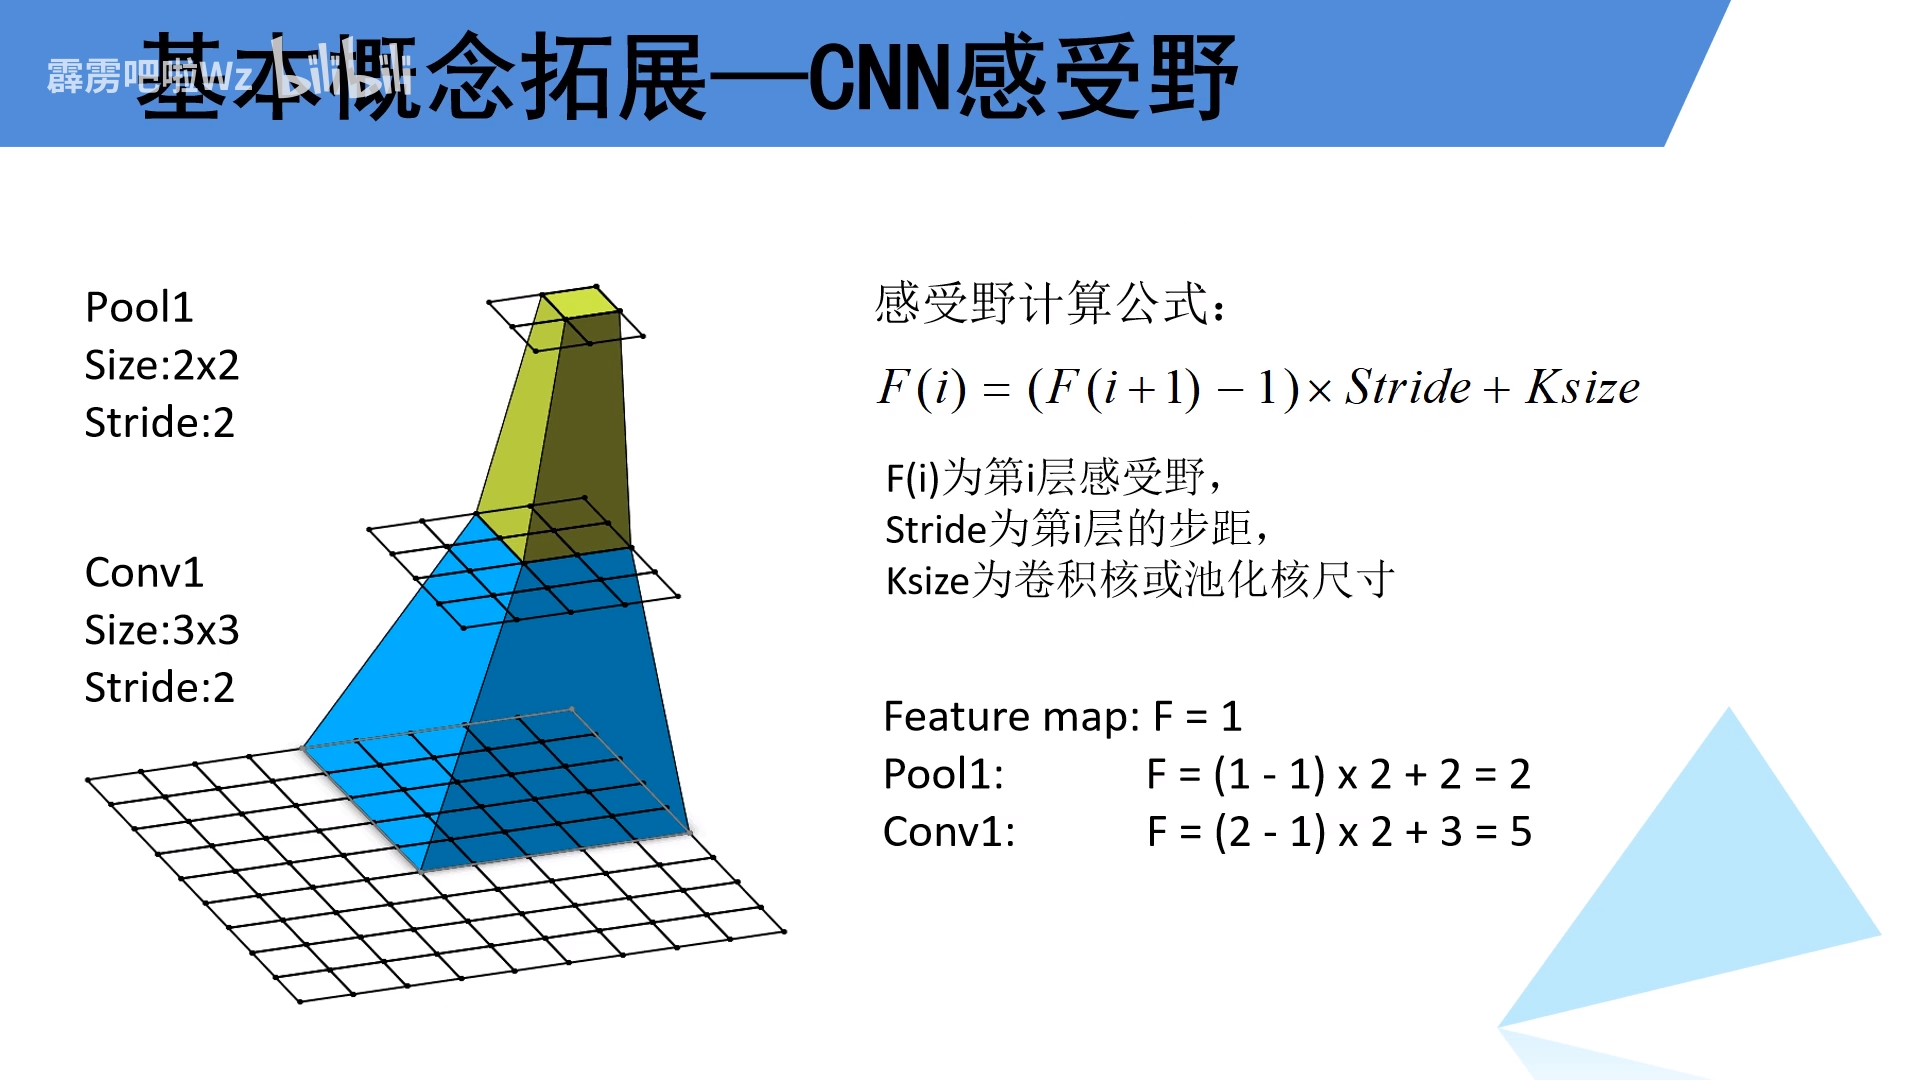 基本概念拓展——CNN感受野
霹雳吧啦Wz bilibili
Pool1
Size:2x2
Stride:2
Conv1
Size:3x3
Stride:2
感受野计算公式：
F(i) = (F(i+1) − 1) × Stride + Ksize
F(i)为第i层感受野，
Stride为第i层的步距，
Ksize为卷积核或池化核尺寸
Feature map: F = 1
Pool1: F = (1 - 1) x 2 + 2 = 2
Conv1: F = (2 - 1) x 2 + 3 = 5